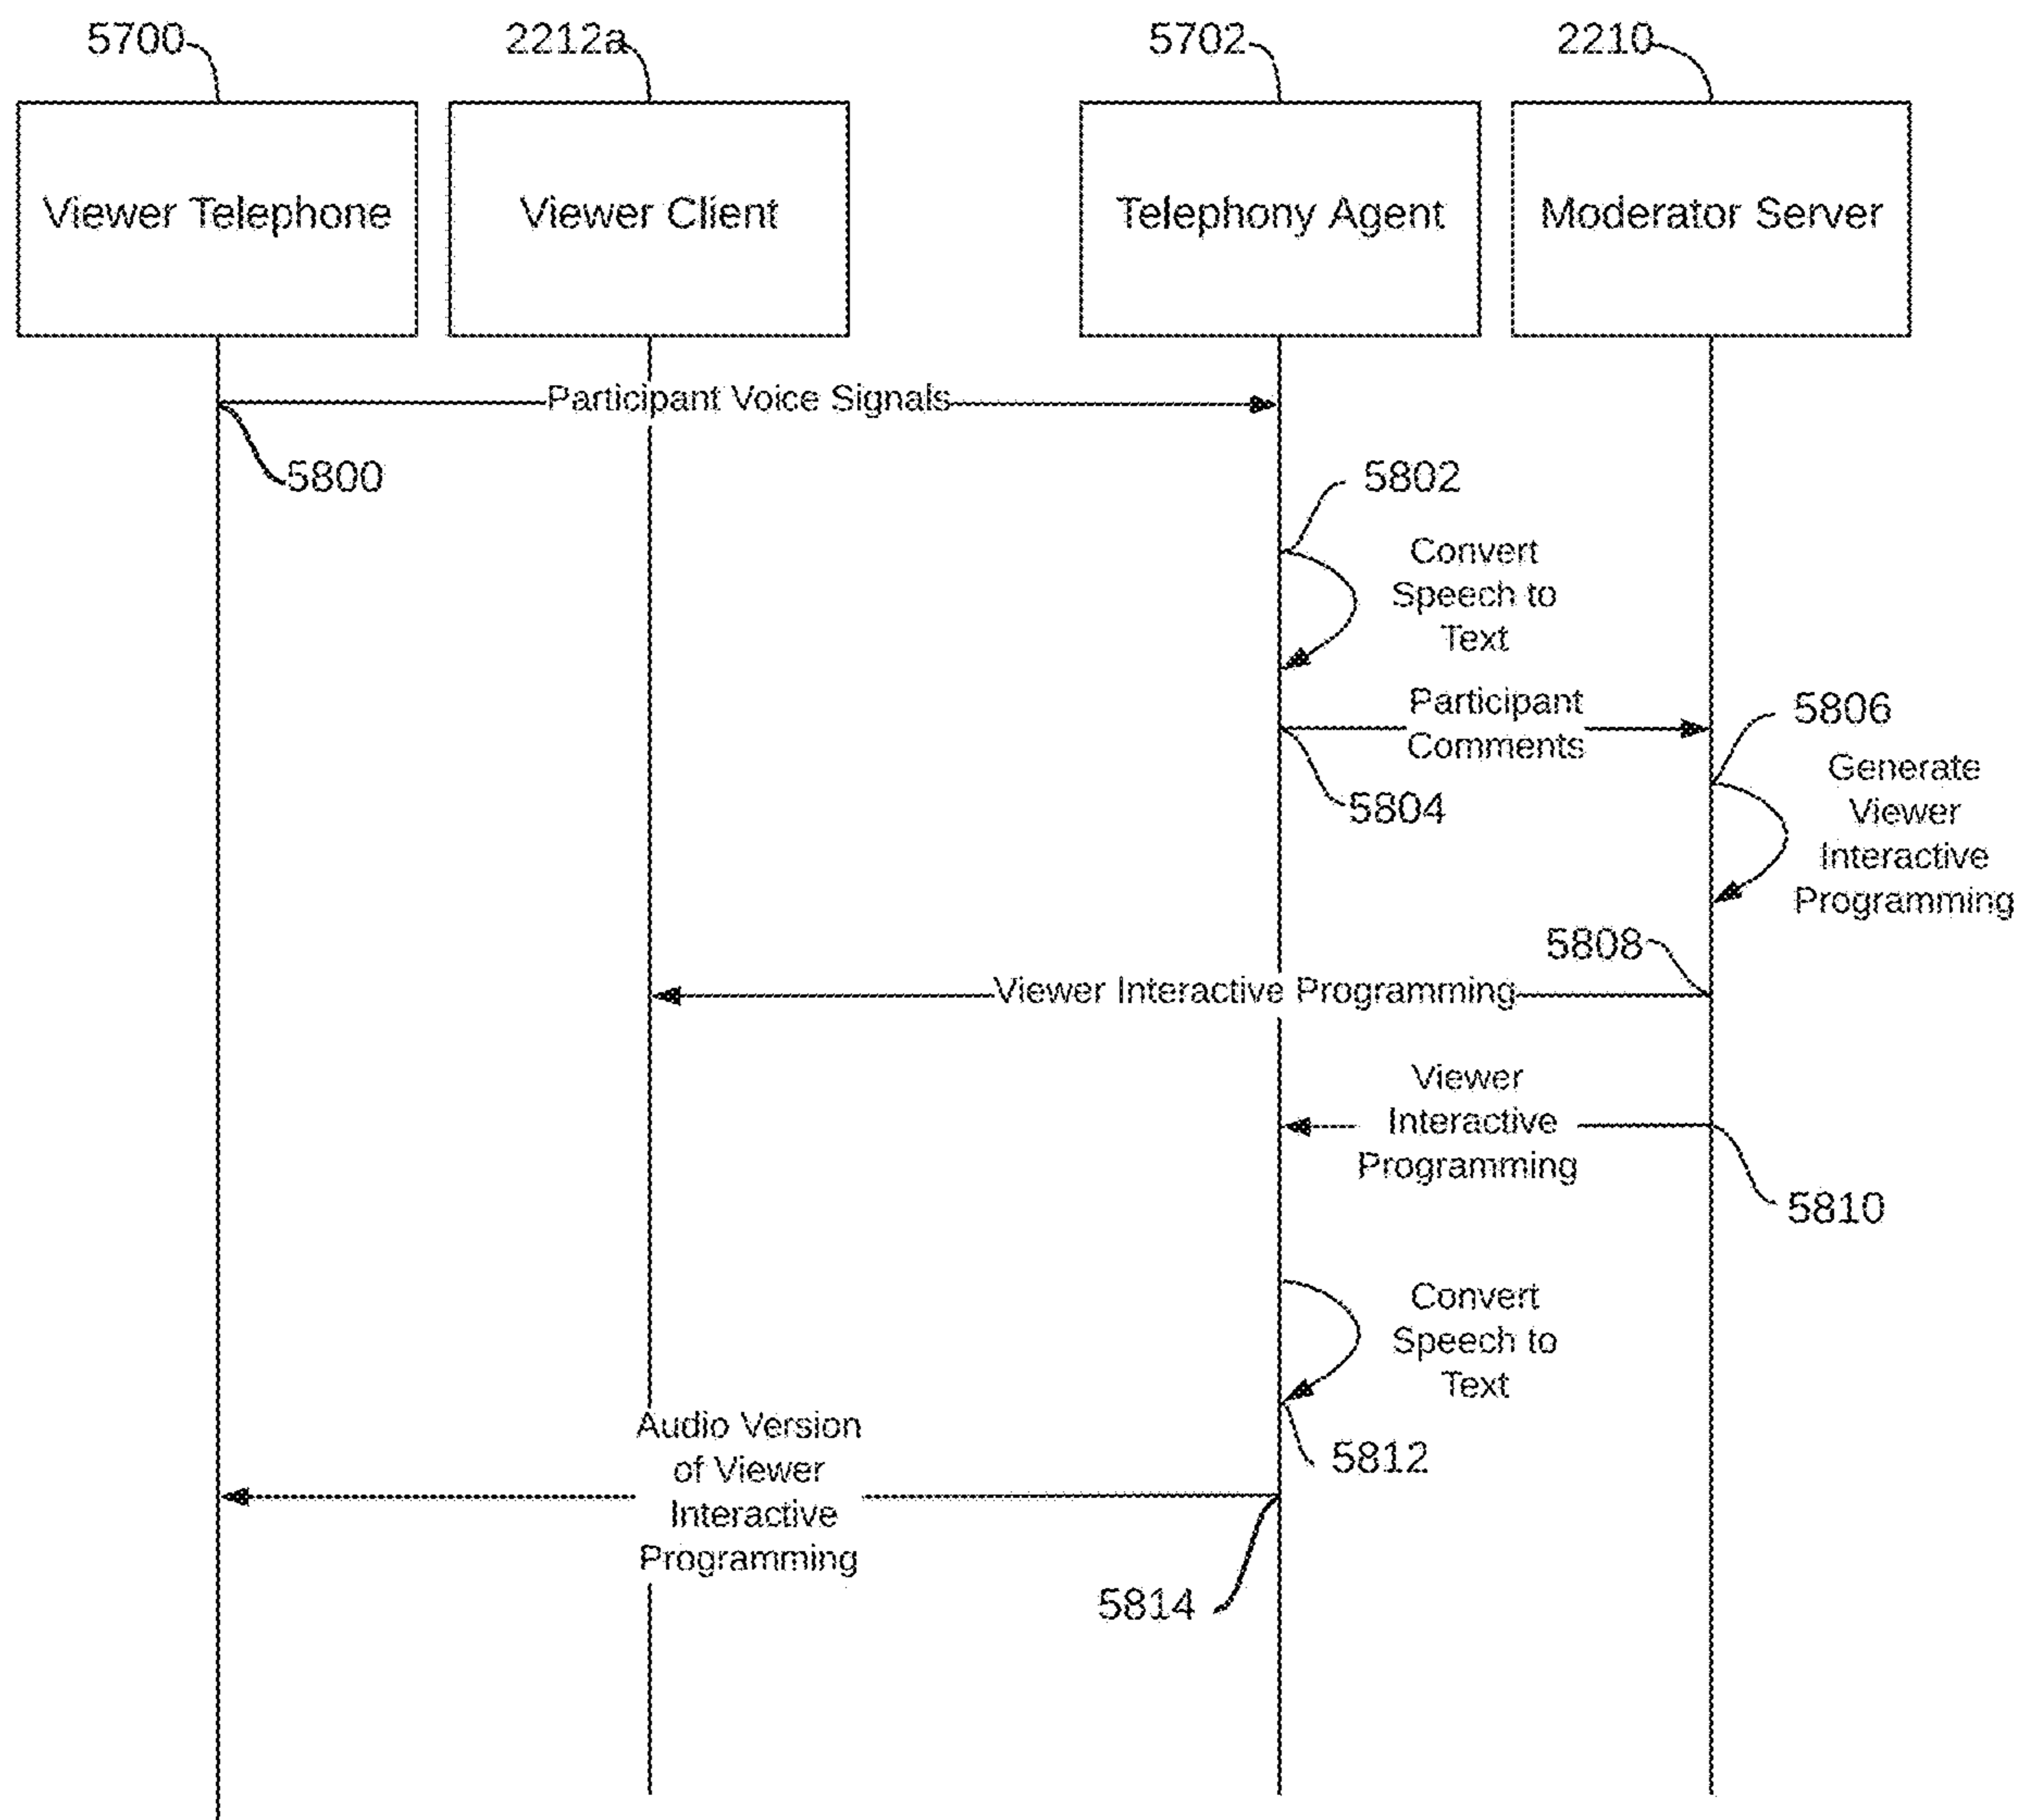 5700
2212a
5702
2210
Viewer Telephone
Viewer Client
Telephony Agent
Moderator Server
Participant Voice Signals
5800
5802
Convert
Speech to
Text
Participant
Comments
5804
5806
Generate
Viewer
Interactive
Programming
5808
Viewer Interactive Programming
Viewer
Interactive
Programming
5810
Convert
Speech to
Text
5812
Audio Version
of Viewer
Interactive
Programming
5814